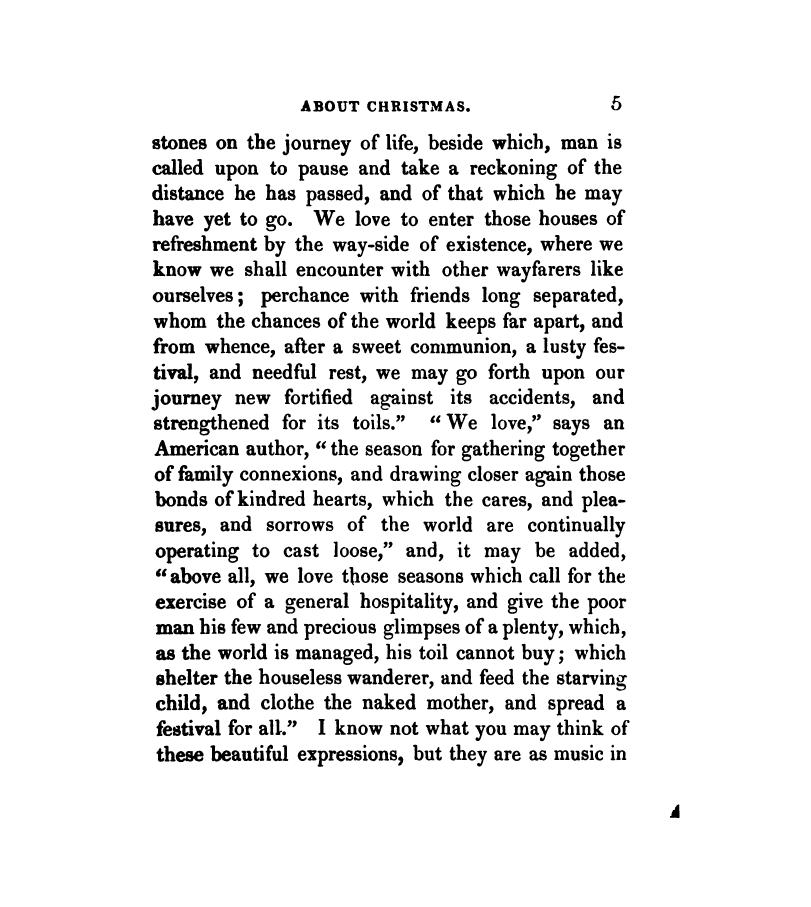 ABOUT CHRISTMAS. 5
stones on the journey of life, beside which, man is
called upon to pause and take a reckoning of the
distance he has passed, and of that which he may
have yet to go. We love to enter those houses of
refreshment by the way-side of existence, where we
know we shall encounter with other wayfarers like
ourselves; perchance with friends long separated,
whom the chances of the world keeps far apart, and
from whence, after a sweet communion, a lusty fes-
tival, and needful rest, we may go forth upon our
journey new fortified against its accidents, and
strengthened for its toils.” “We love,” says an
American author, “the season for gathering together
of family connexions, and drawing closer again those
bonds of kindred hearts, which the cares, and plea-
sures, and sorrows of the world are continually
operating to cast loose,” and, it may be added,
“above all, we love those seasons which call for the
exercise of a general hospitality, and give the poor
man his few and precious glimpses of a plenty, which,
as the world is managed, his toil cannot buy; which
shelter the houseless wanderer, and feed the starving
child, and clothe the naked mother, and spread a
festival for all.” I know not what you may think of
these beautiful expressions, but they are as music in